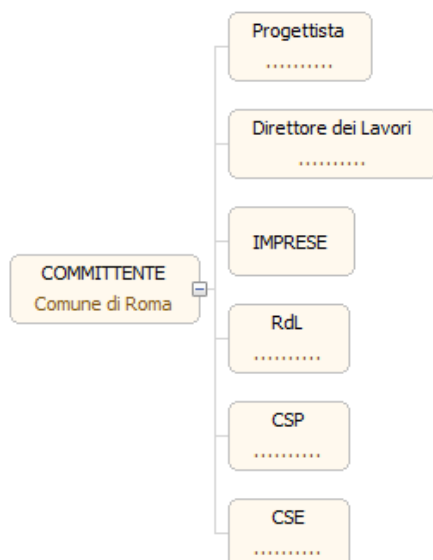 Progettista
..........
Direttore dei Lavori
..........
IMPRESE
COMMITTENTE
Comune di Roma
RdL
..........
CSP
..........
CSE
..........